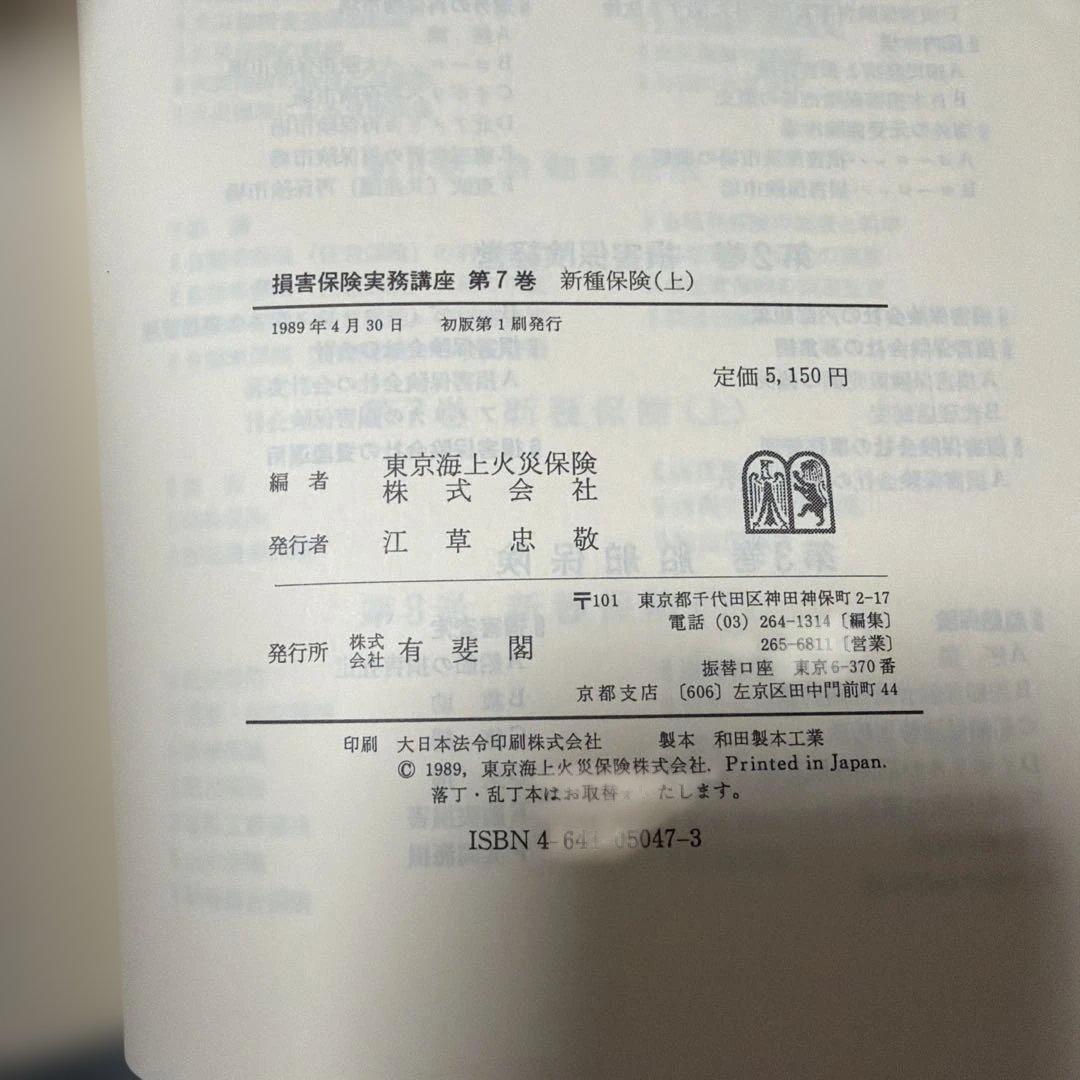 損害保険実務講座 第7巻 新種保険(上)
1989年4月30日 初版第1刷発行
定価5,150円
編者 東京海上火災保険
株式会社
発行者 江草忠敬
〒101 東京都千代田区神田神保町2-17
電話 (03) 264-1314〔編集〕
265-6811〔営業〕
発行所 株式会社 有斐閣
振替口座 東京6-370番
京都支店 〔606〕左京区田中門前町44
印刷 大日本法令印刷株式会社 製本 和田製本工業
© 1989, 東京海上火災保険株式会社. Printed in Japan.
落丁・乱丁本はお取替えいたします。
ISBN 4-641-05047-3